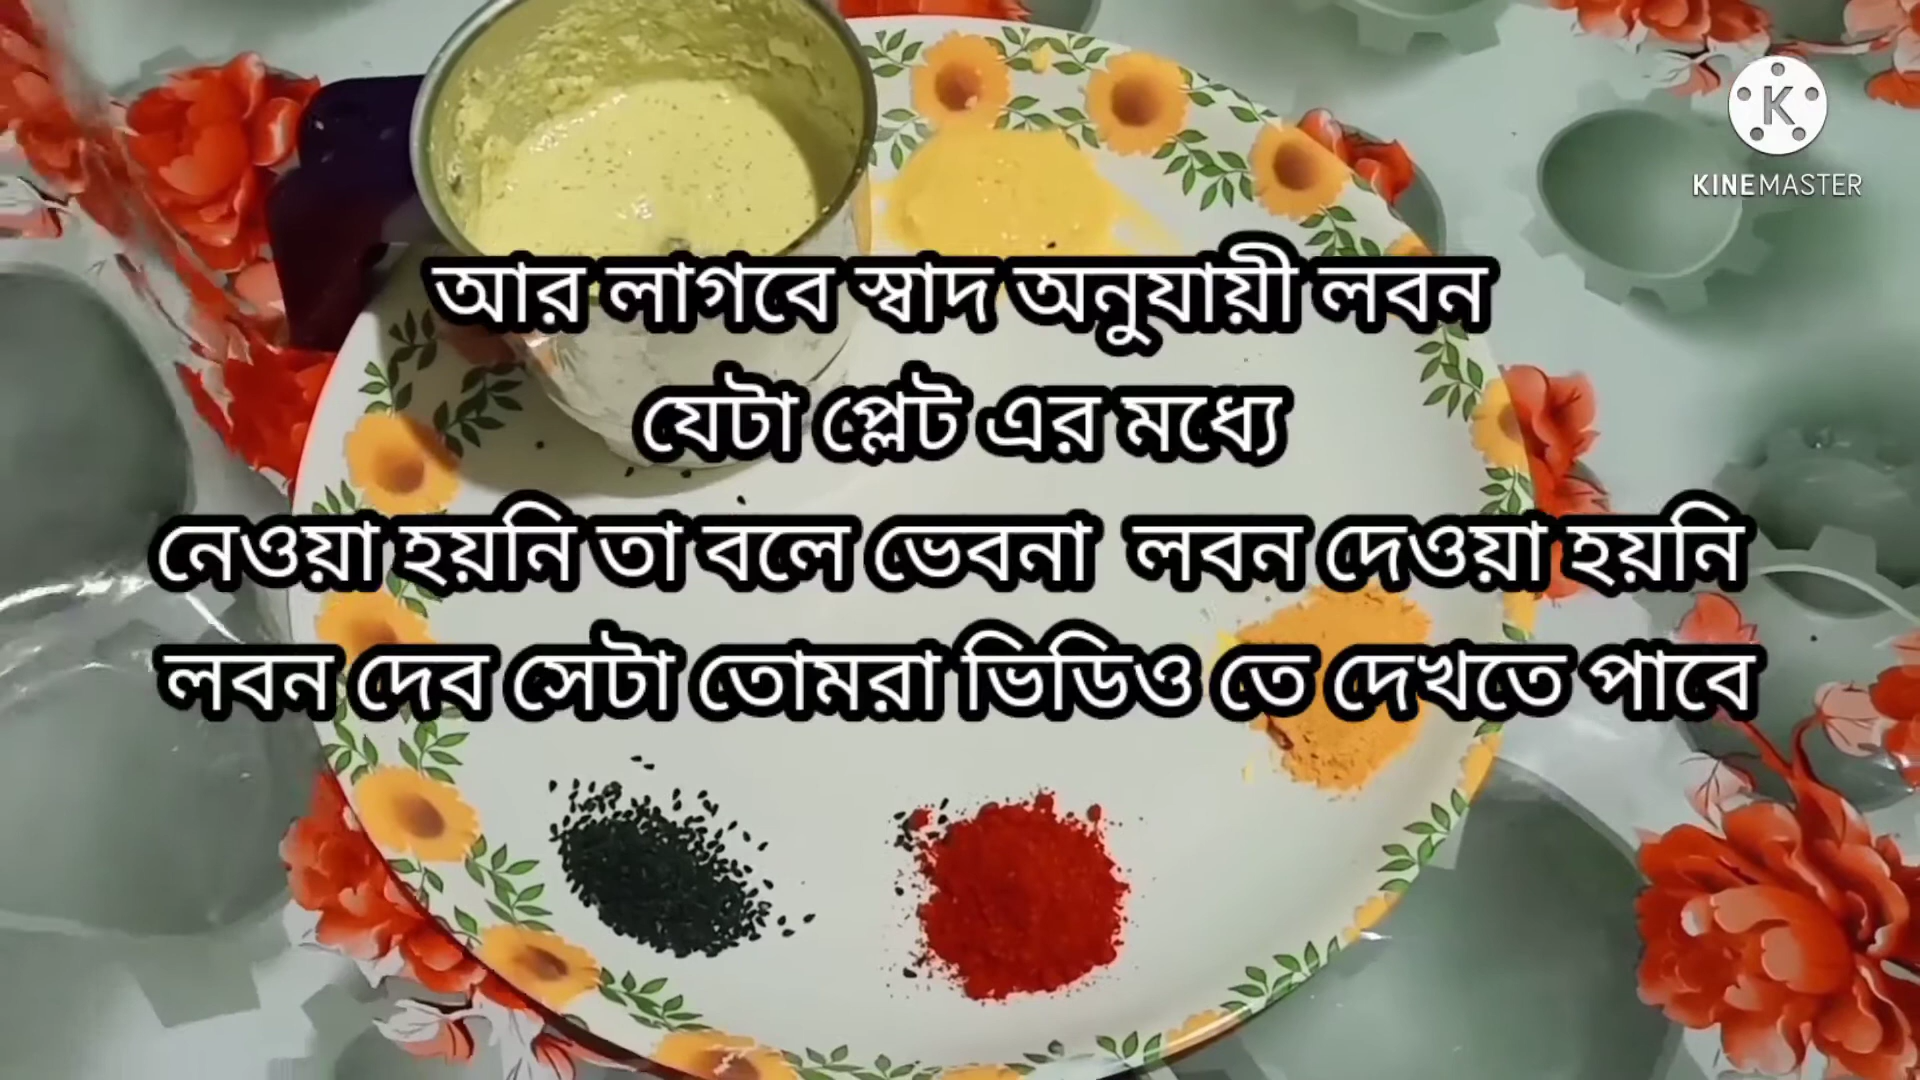 K
KINEMASTER
আর লাগবে স্বাদ অনুযায়ী লবন
যেটা প্লেট এর মধ্যে
নেওয়া হয়নি তা বলে ভেবনা লবন দেওয়া হয়নি
লবন দেব সেটা তোমরা ভিডিও তে দেখতে পাবে